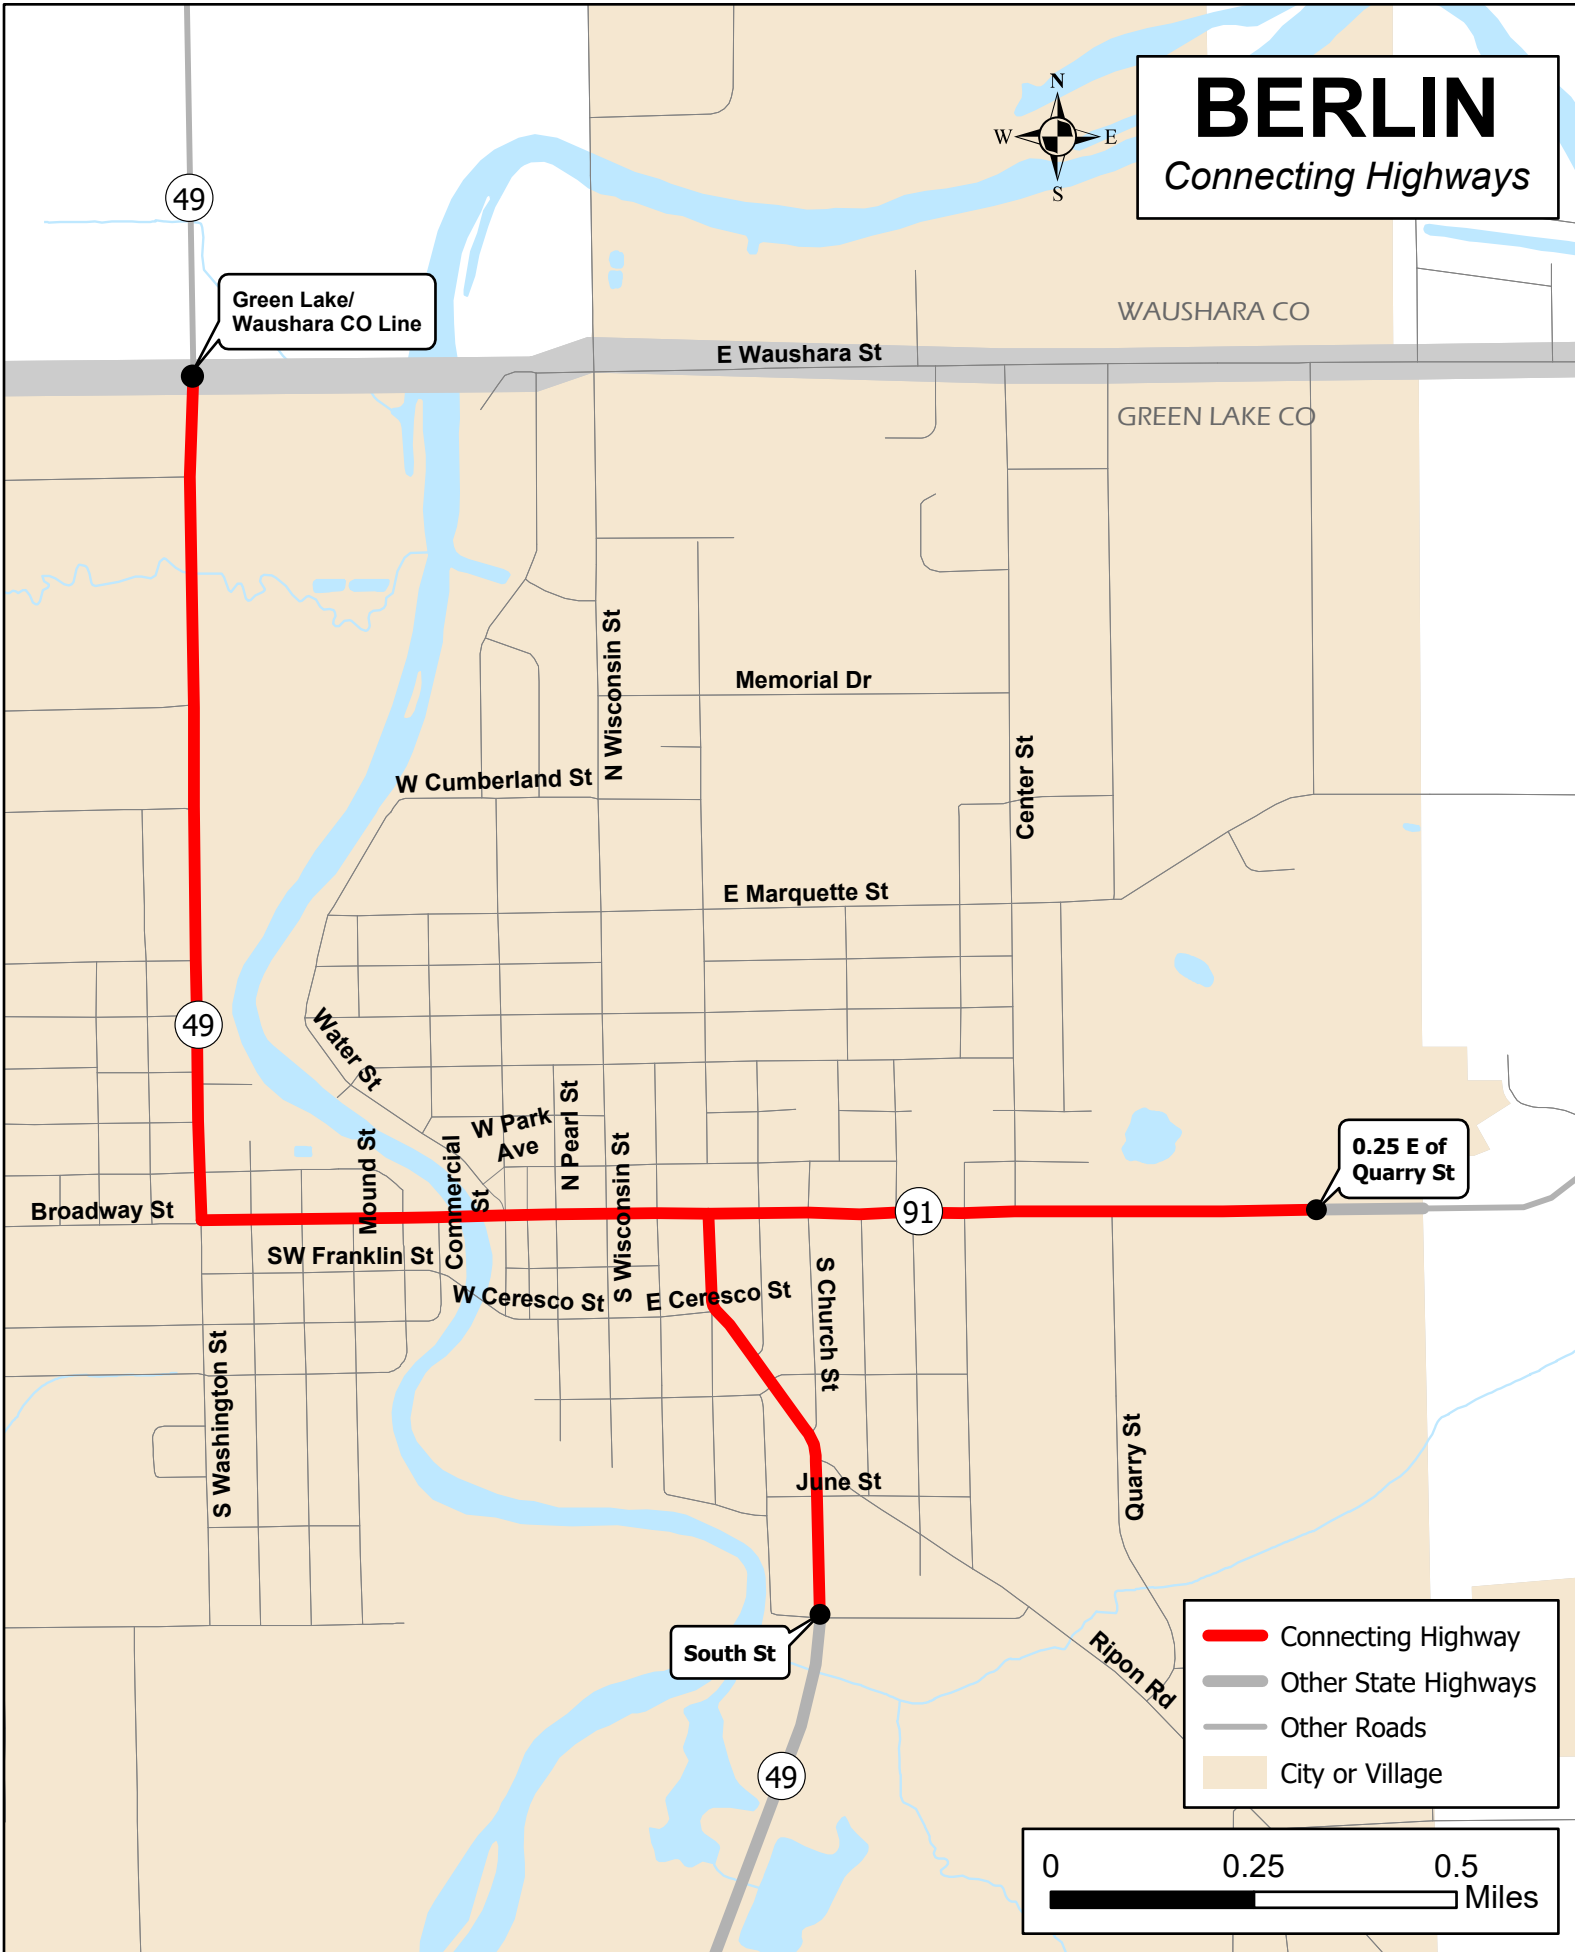 BERLIN
Connecting Highways
N
W
E
S
49
Green Lake/
Waushara CO Line
WAUSHARA CO
E Waushara St
GREEN LAKE CO
N Wisconsin St
Memorial Dr
W Cumberland St
Center St
E Marquette St
49
Water St
W Park
Ave
N Pearl St
Mound St
Commercial
St
S Wisconsin St
0.25 E of
Quarry St
Broadway St
91
SW Franklin St
W Ceresco St
E Ceresco St
S Church St
S Washington St
Quarry St
June St
South St
Ripon Rd
49
Connecting Highway
Other State Highways
Other Roads
City or Village
0
0.25
0.5
Miles